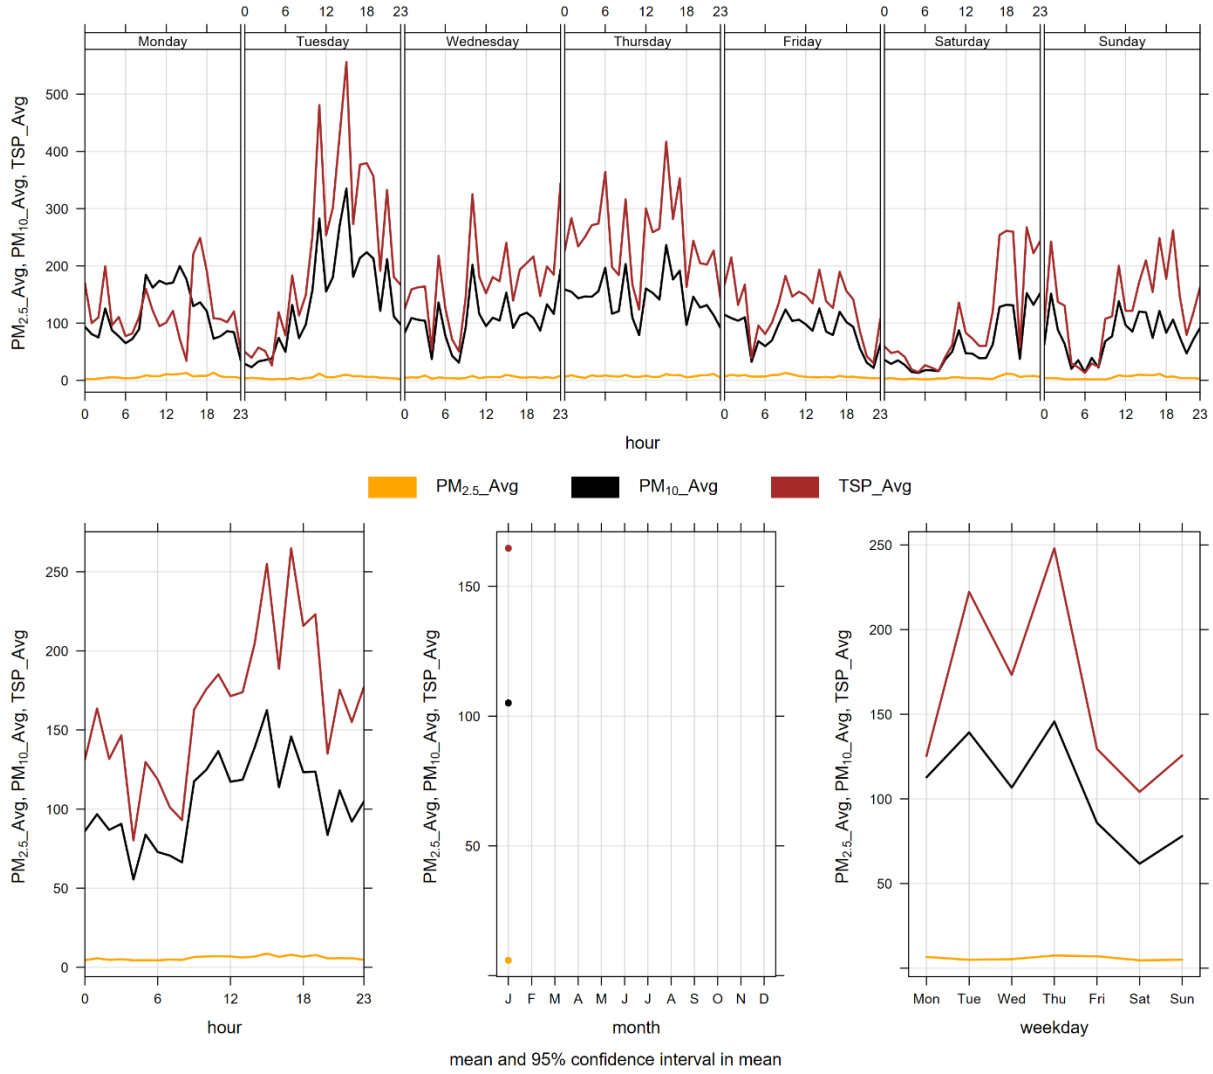 0 6 12 18 23 0 6 12 18 23 0 6 12 18 23
Monday Tuesday Wednesday Thursday Friday Saturday Sunday
PM2.5_Avg, PM10_Avg, TSP_Avg
500
400
300
200
100
0
0 6 12 18 23 0 6 12 18 23 0 6 12 18 23 0 6 12 18 23
hour
PM2.5_Avg PM10_Avg TSP_Avg
PM2.5_Avg, PM10_Avg, TSP_Avg
250
200
150
100
50
0
0 6 12 18 23
hour
PM2.5_Avg, PM10_Avg, TSP_Avg
150
100
50
J F M A M J J A S O N D
month
PM2.5_Avg, PM10_Avg, TSP_Avg
250
200
150
100
50
Mon Tue Wed Thu Fri Sat Sun
weekday
mean and 95% confidence interval in mean